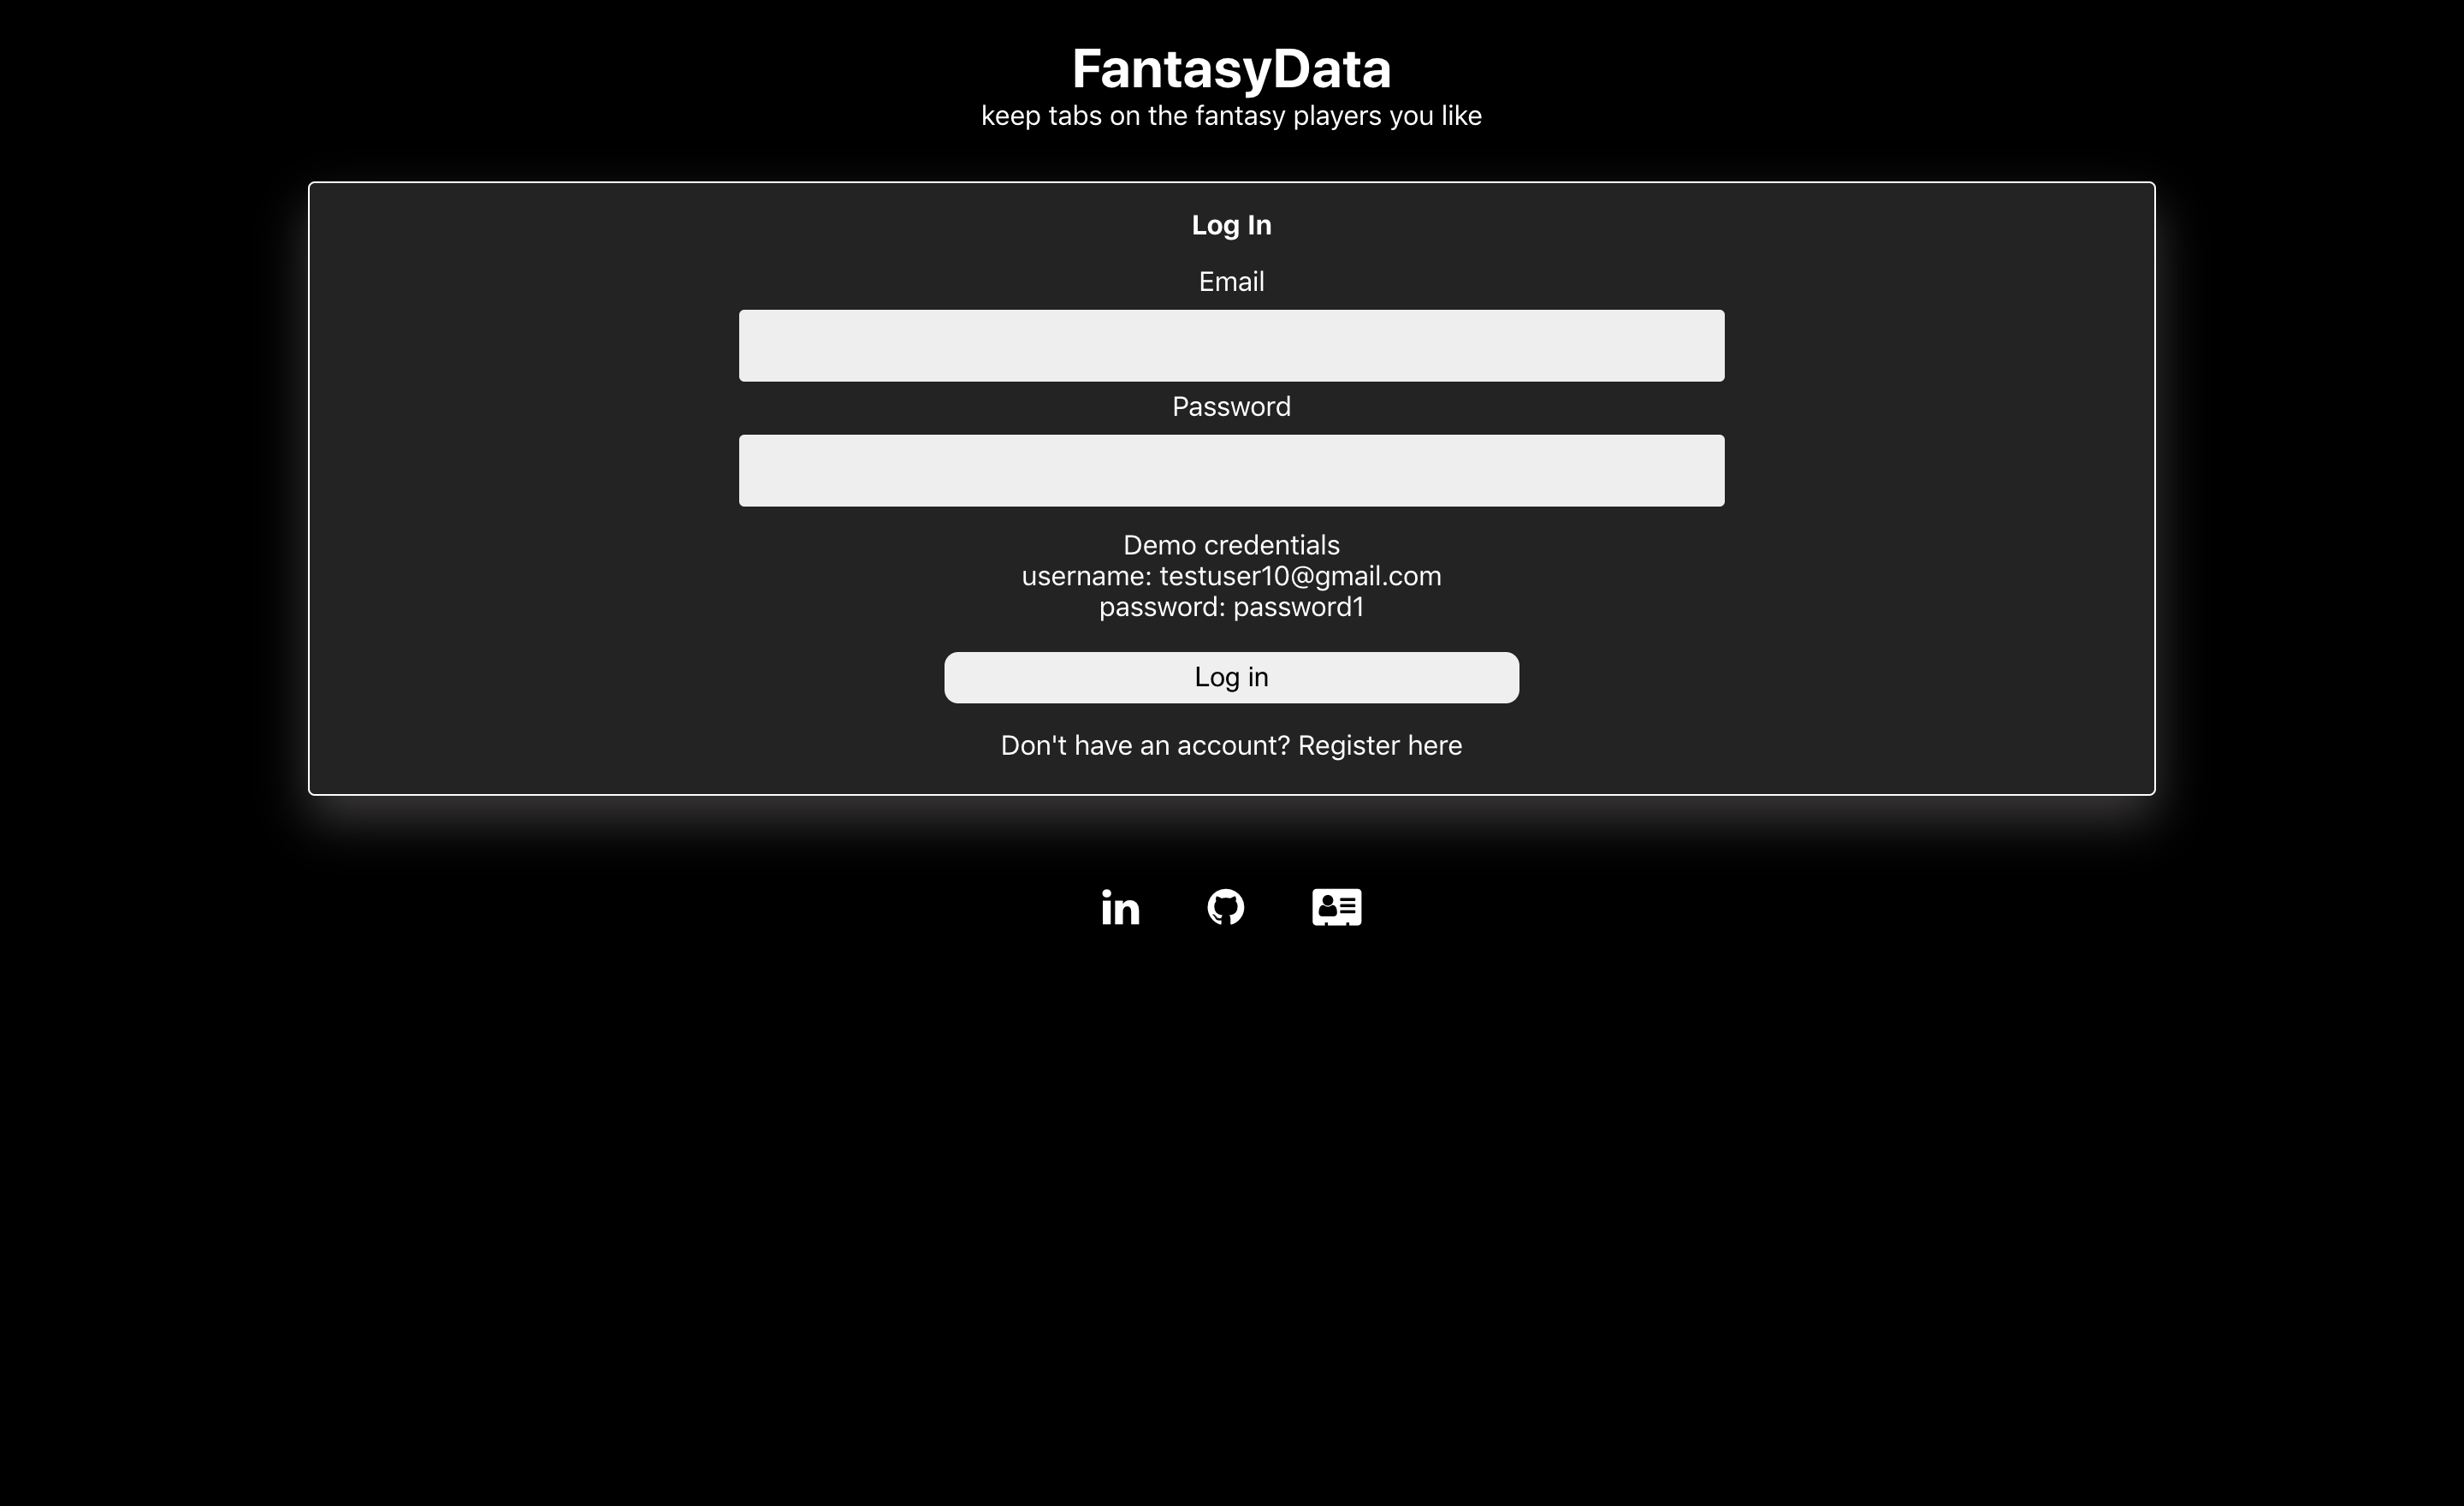 FantasyData
keep tabs on the fantasy players you like
Log In
Email
Password
Demo credentials
username: testuser10@gmail.com
password: password1
Log in
Don't have an account? Register here
in